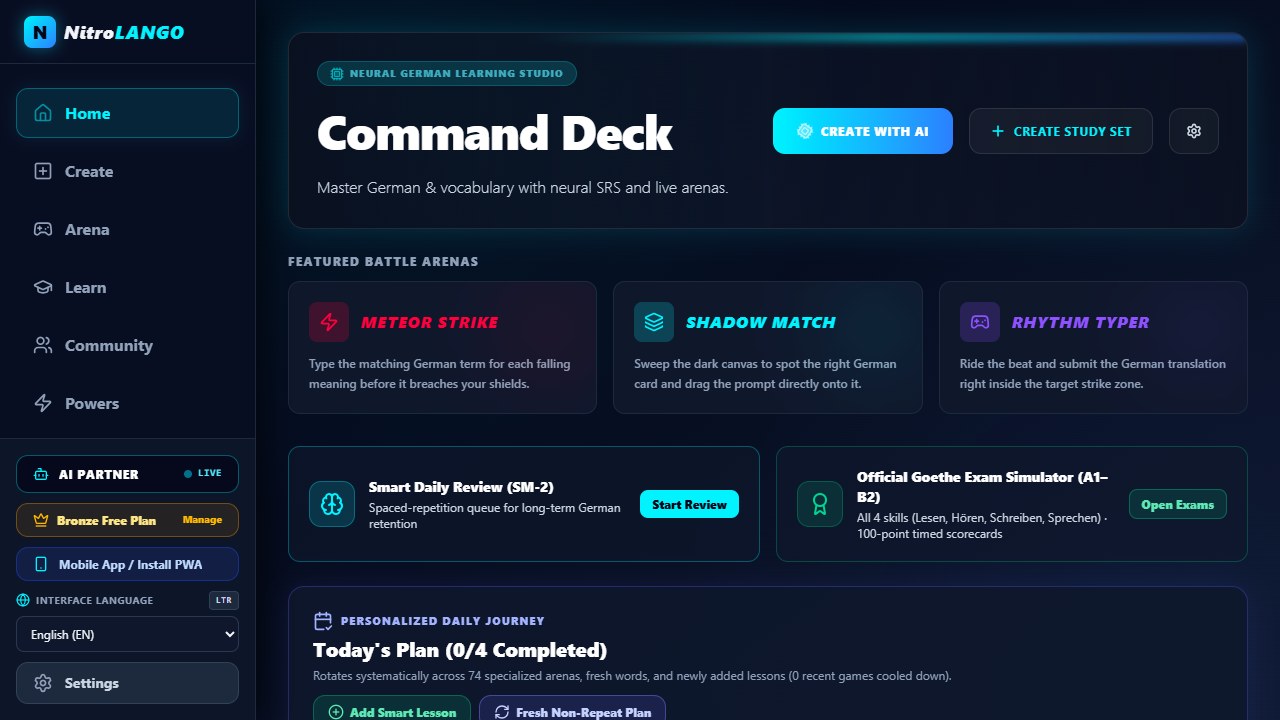 N NitroLANGO
Home
Create
Arena
Learn
Community
Powers
AI PARTNER LIVE
Bronze Free Plan Manage
Mobile App / Install PWA
INTERFACE LANGUAGE LTR
English (EN)
Settings
NEURAL GERMAN LEARNING STUDIO
Command Deck
CREATE WITH AI
CREATE STUDY SET
Master German & vocabulary with neural SRS and live arenas.
FEATURED BATTLE ARENAS
METEOR STRIKE
Type the matching German term for each falling
meaning before it breaches your shields.
SHADOW MATCH
Sweep the dark canvas to spot the right German
card and drag the prompt directly onto it.
RHYTHM TYPER
Ride the beat and submit the German translation
right inside the target strike zone.
Smart Daily Review (SM-2)
Spaced-repetition queue for long-term German
retention
Start Review
Official Goethe Exam Simulator (A1–
B2)
All 4 skills (Lesen, Hören, Schreiben, Sprechen) ·
100-point timed scorecards
Open Exams
PERSONALIZED DAILY JOURNEY
Today's Plan (0/4 Completed)
Rotates systematically across 74 specialized arenas, fresh words, and newly added lessons (0 recent games cooled down).
Add Smart Lesson
Fresh Non-Repeat Plan